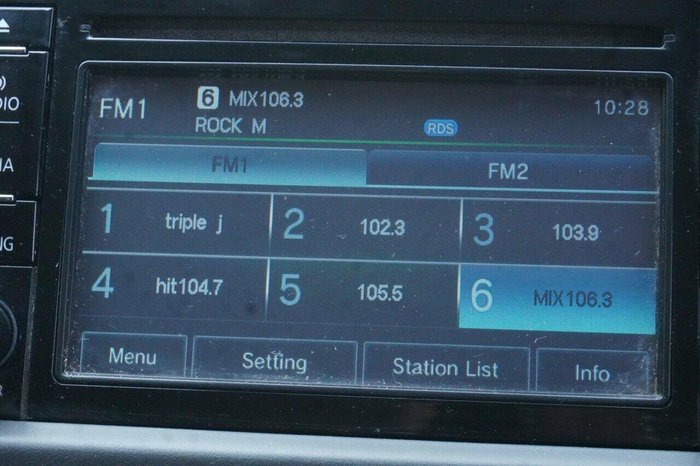 FM1 6 MIX106.3 10:28
ROCK M RDS
FM1 FM2
1 triple j 2 102.3 3 103.9
4 hit104.7 5 105.5 6 MIX106.3
Menu Setting Station List Info